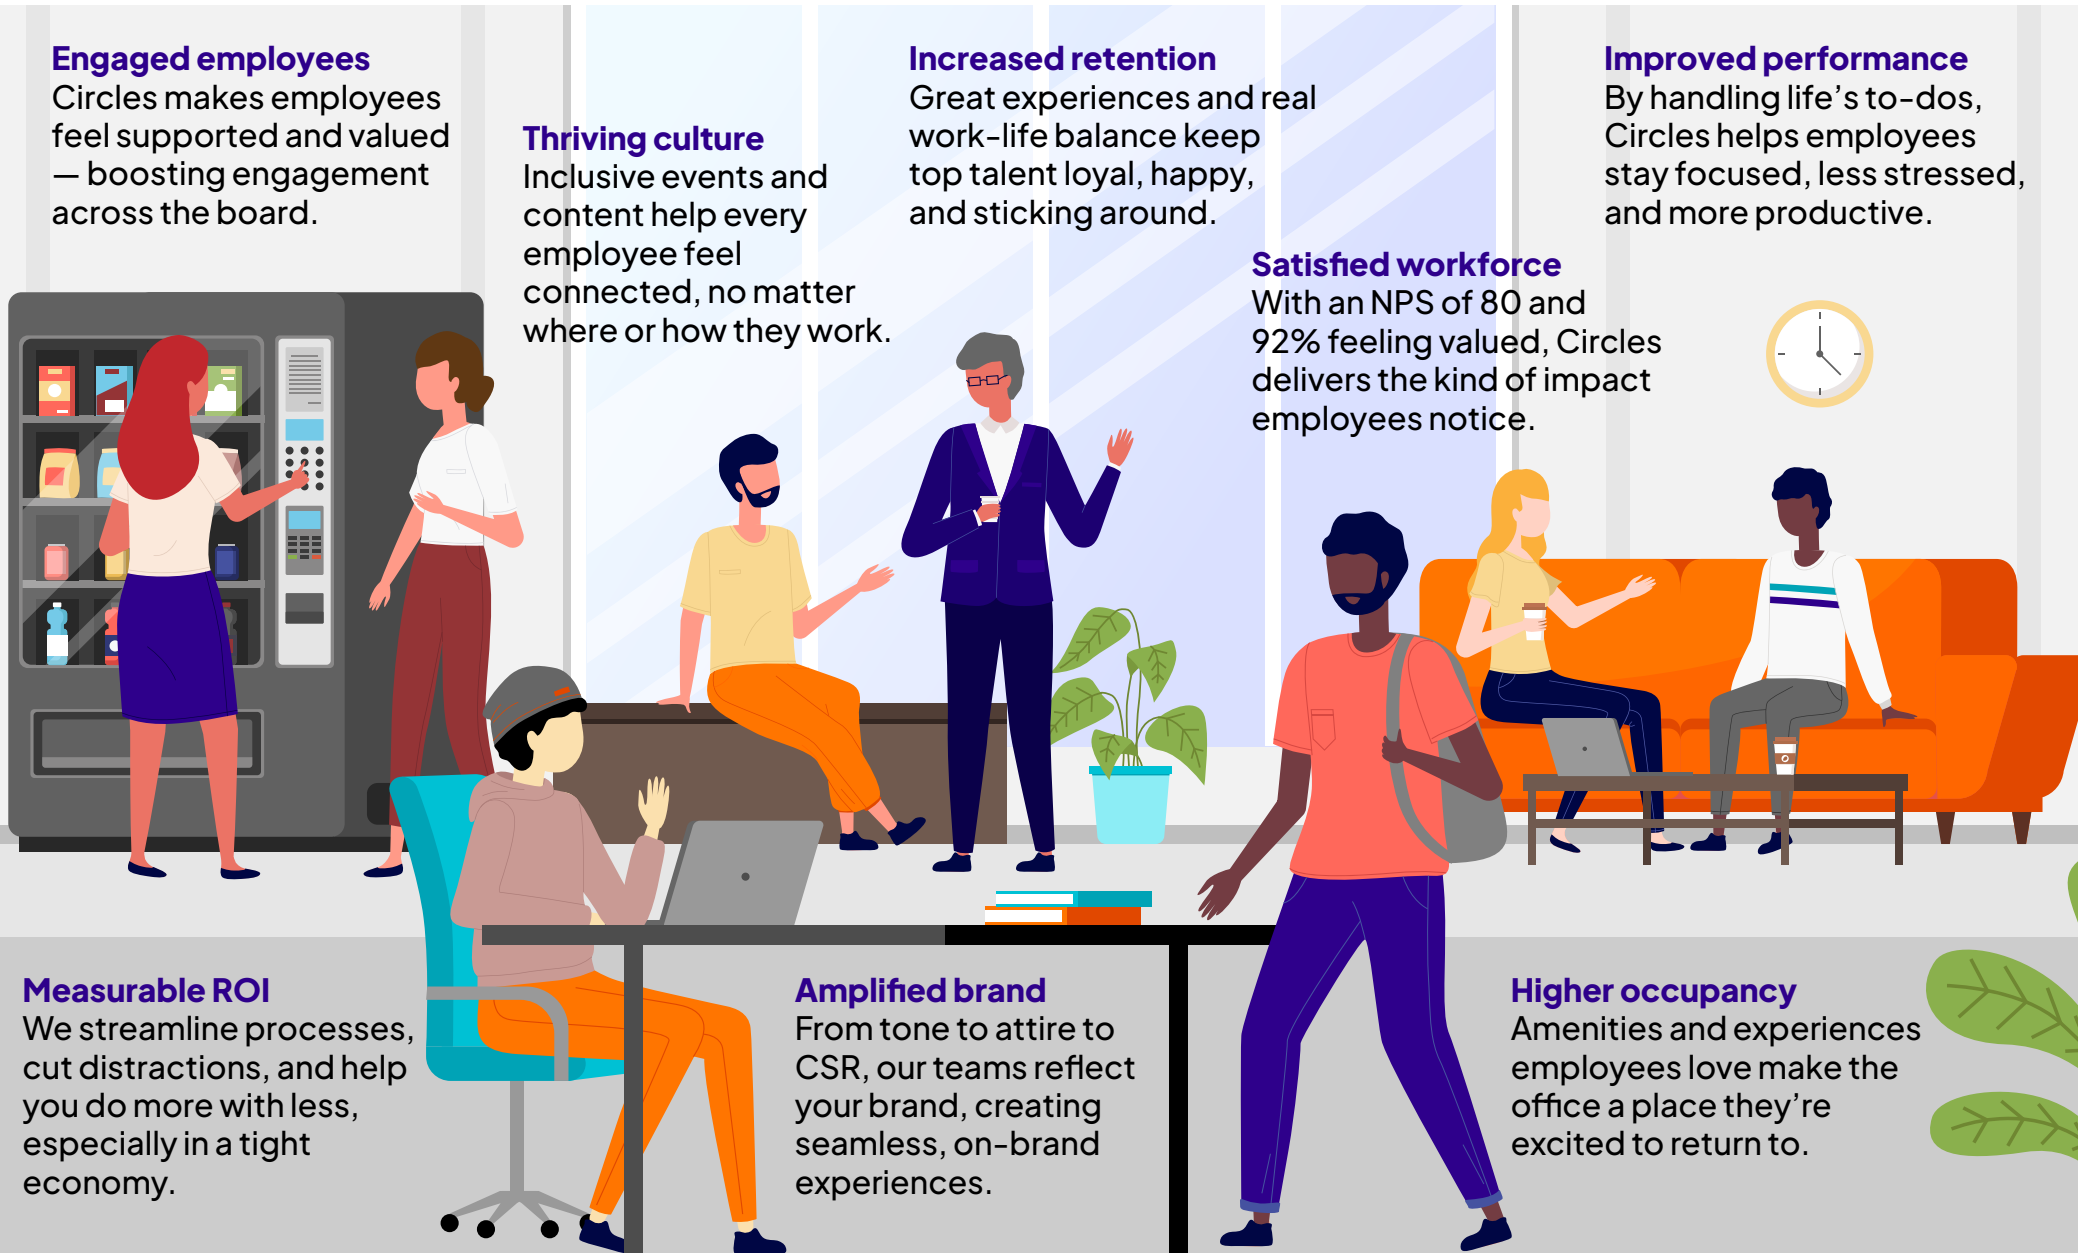 Engaged employees
Circles makes employees
feel supported and valued
— boosting engagement
across the board.
Thriving culture
Inclusive events and
content help every
employee feel
connected, no matter
where or how they work.
Increased retention
Great experiences and real
work-life balance keep
top talent loyal, happy,
and sticking around.
Satisfied workforce
With an NPS of 80 and
92% feeling valued, Circles
delivers the kind of impact
employees notice.
Improved performance
By handling life’s to-dos,
Circles helps employees
stay focused, less stressed,
and more productive.
Measurable ROI
We streamline processes,
cut distractions, and help
you do more with less,
especially in a tight
economy.
Amplified brand
From tone to attire to
CSR, our teams reflect
your brand, creating
seamless, on-brand
experiences.
Higher occupancy
Amenities and experiences
employees love make the
office a place they’re
excited to return to.